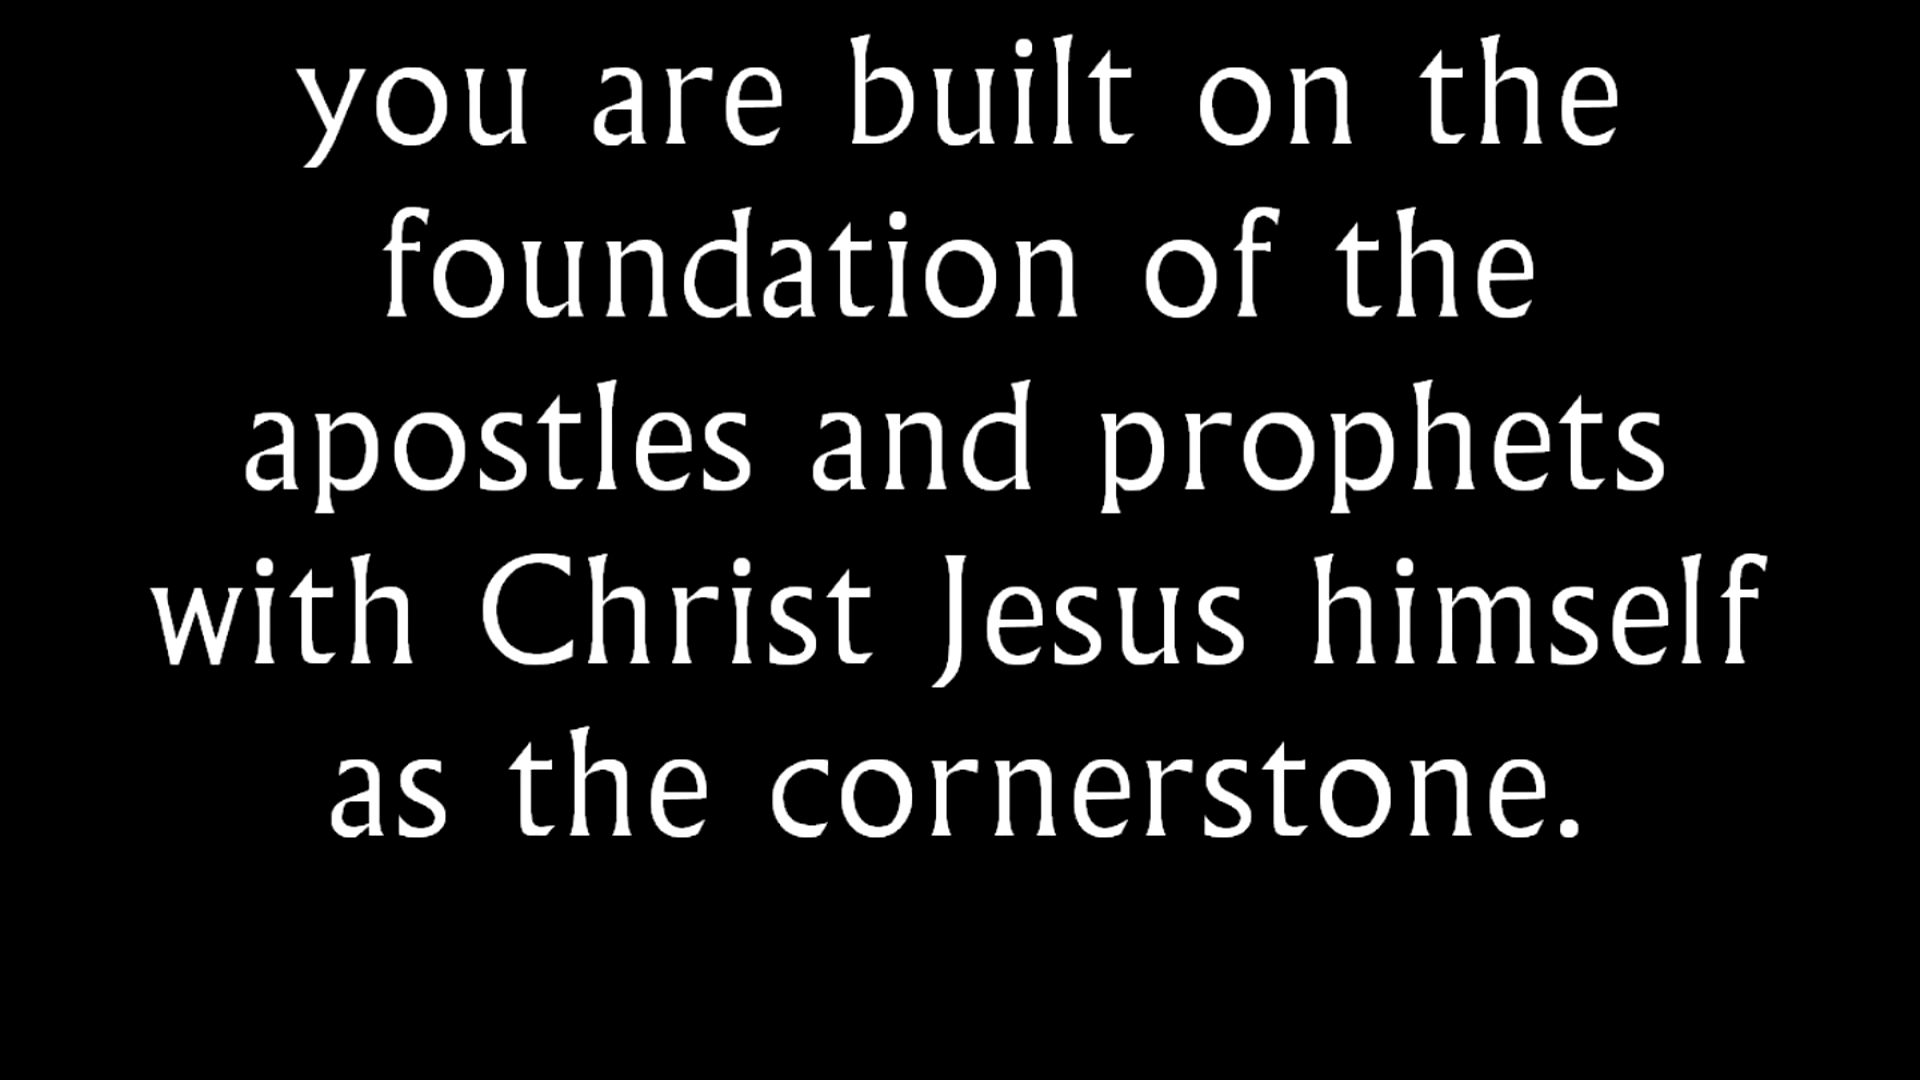 you are built on the
foundation of the
apostles and prophets
with Christ Jesus himself
as the cornerstone.